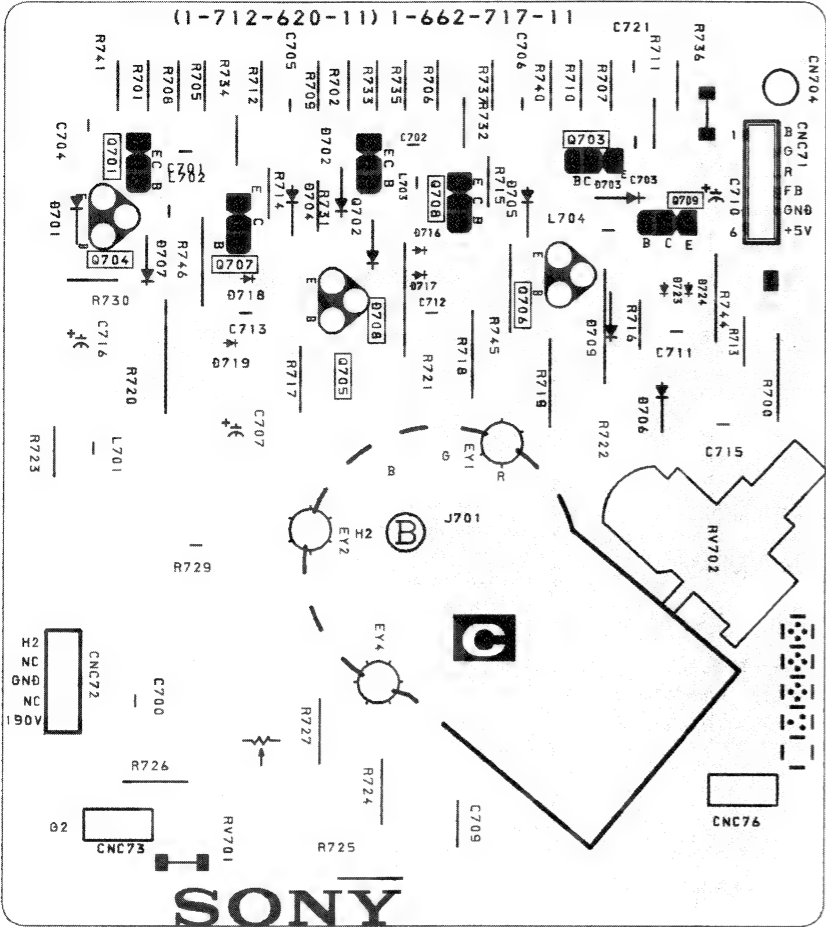 (1-712-620-11) 1-662-717-11
R741
R701
R708
R705
R734
R712
C705
R709
R702
R733
R735
R706
R737
R732
C706
R740
R710
R707
C721
R711
R736
CN704
C704
Q701
E
C
B
C701
L702
R714
D702
E
C
B
C702
L703
Q708
E
C
B
R715
D705
Q703
E
BC
D703
C703
Q709
C710
1
6
B
G
R
FB
GND
+5V
CNC71
D701
E
B
Q704
D707
R746
E
C
B
Q707
D704
R731
Q702
D716
D717
L704
B C E
R730
D718
E
B
D708
C712
E
B
Q706
D723
D724
R744
+
C716
C713
D719
R717
Q705
R721
R718
R745
R719
D709
R716
C711
R713
R720
D706
R700
R723
L701
+
C707
R722
C715
B
G
R
EY1
EY2
H2
B
J701
RV702
R729
EY4
C
H2
NC
GND
NC
190V
CNC72
C700
R727
R726
R724
G2
CNC73
RV701
R725
C709
CNC76
SONY